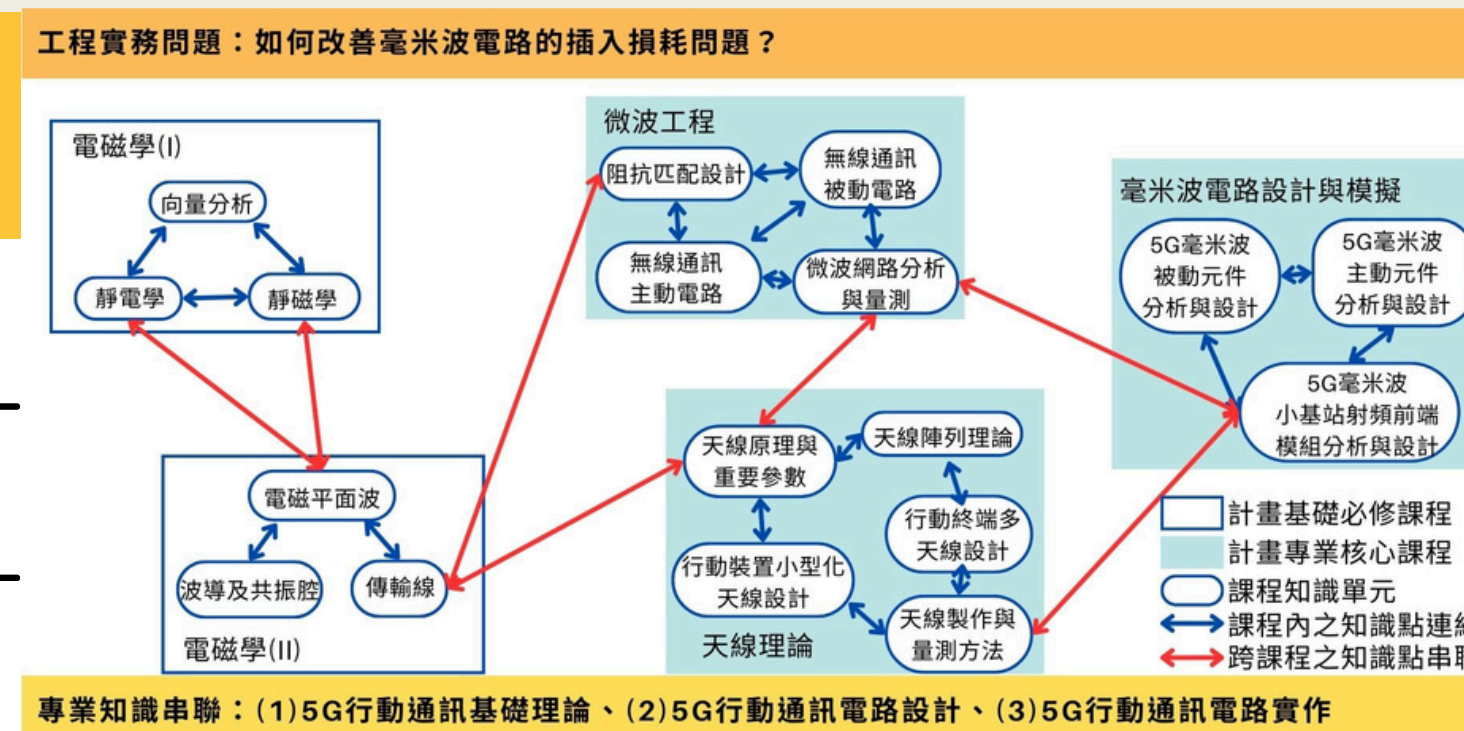 工程實務問題：如何改善毫米波電路的插入損耗問題？
電磁學(I)
向量分析
靜電學
靜磁學
電磁平面波
波導及共振腔
傳輸線
電磁學(II)
微波工程
阻抗匹配設計
無線通訊
被動電路
無線通訊
主動電路
微波網路分析
與量測
天線原理與
重要參數
天線陣列理論
行動終端多
天線設計
行動裝置小型化
天線設計
天線製作與
量測方法
天線理論
毫米波電路設計與模擬
5G毫米波
被動元件
分析與設計
5G毫米波
主動元件
分析與設計
5G毫米波
小基站射頻前端
模組分析與設計
計畫基礎必修課程
計畫專業核心課程
課程知識單元
課程內之知識點連結
跨課程之知識點串聯
專業知識串聯：(1)5G行動通訊基礎理論、(2)5G行動通訊電路設計、(3)5G行動通訊電路實作